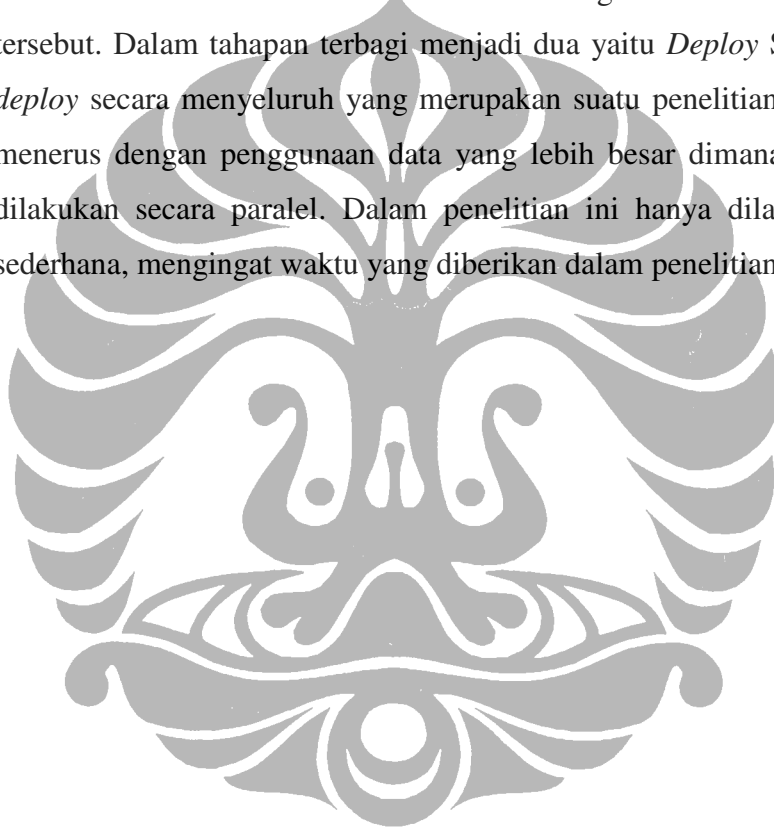 tersebut. Dalam tahapan terbagi menjadi dua yaitu Deploy
deploy secara menyeluruh yang merupakan suatu penelitian
menerus dengan penggunaan data yang lebih besar dimana
dilakukan secara paralel. Dalam penelitian ini hanya
sederhana, mengingat waktu yang diberikan dalam penelitian